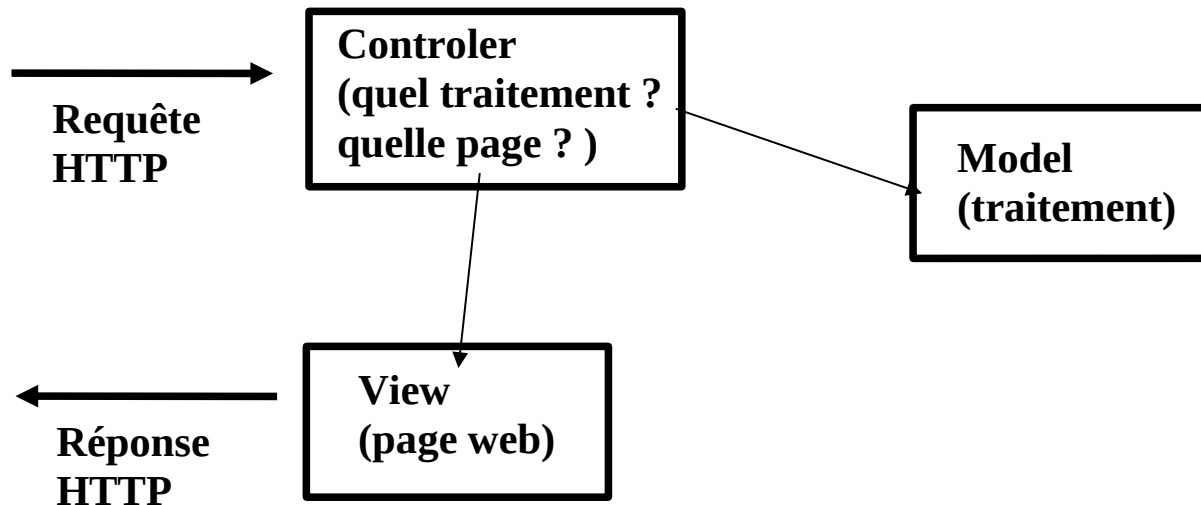 Controler
(quel traitement ?
quelle page ? )
Requête
HTTP
Model
(traitement)
View
(page web)
Réponse
HTTP